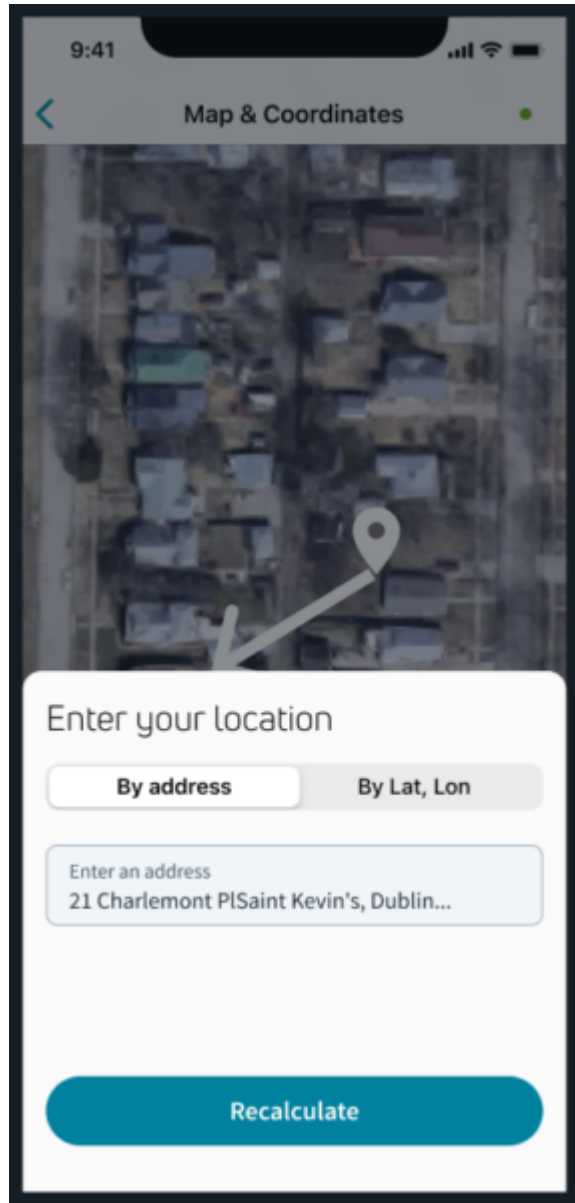 9:41
Map & Coordinates
Enter your location
By address
By Lat, Lon
Enter an address
21 Charlemont PlSaint Kevin's, Dublin...
Recalculate